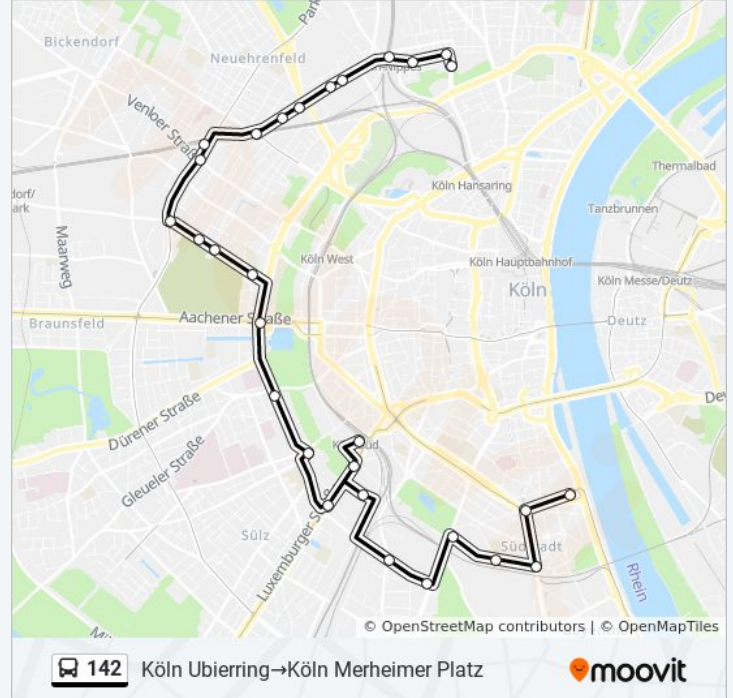 Bickendorf
Neuehrenfeld
Venloer Straße
Köln Hansaring
Thermalbad
Tanzbrunnen
Maarweg
Köln West
Köln Hauptbahnhof
Köln
Köln Messe/Deutz
Aachener Straße
Braunsfeld
Deutz
Dürener Straße
Gleueler Straße
Luxemburger
Sülz
Südstadt
Rhein
© OpenStreetMap contributors | © OpenMapTiles
142 Köln Ubierring→Köln Merheimer Platz
moovit